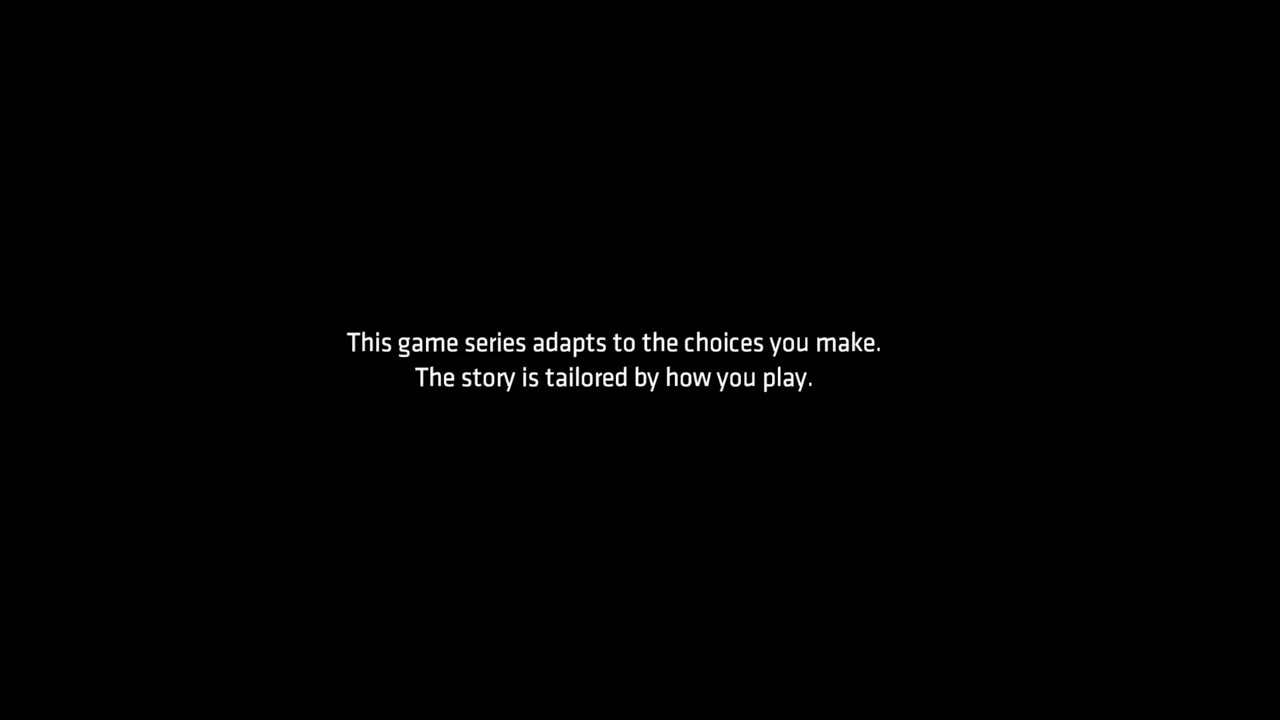 This game series adapts to the choices you make.
The story is tailored by how you play.